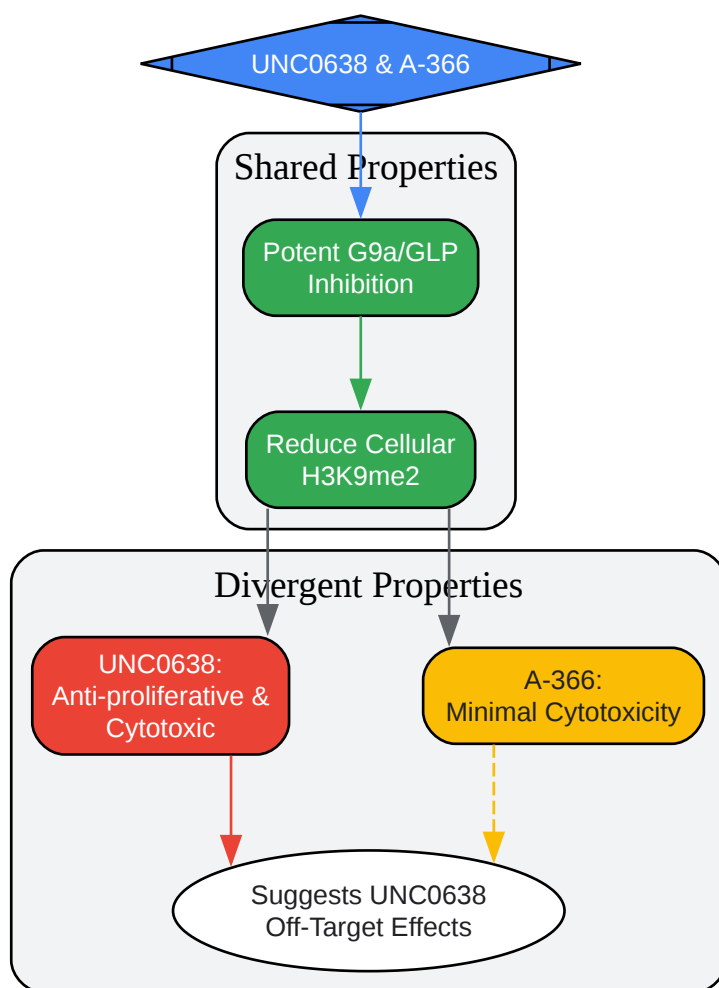 UNC0638 & A-366
Shared Properties
Potent G9a/GLP
Inhibition
Reduce Cellular
H3K9me2
Divergent Properties
UNC0638:
Anti-proliferative &
Cytotoxic
A-366:
Minimal Cytotoxicity
Suggests UNC0638
Off-Target Effects